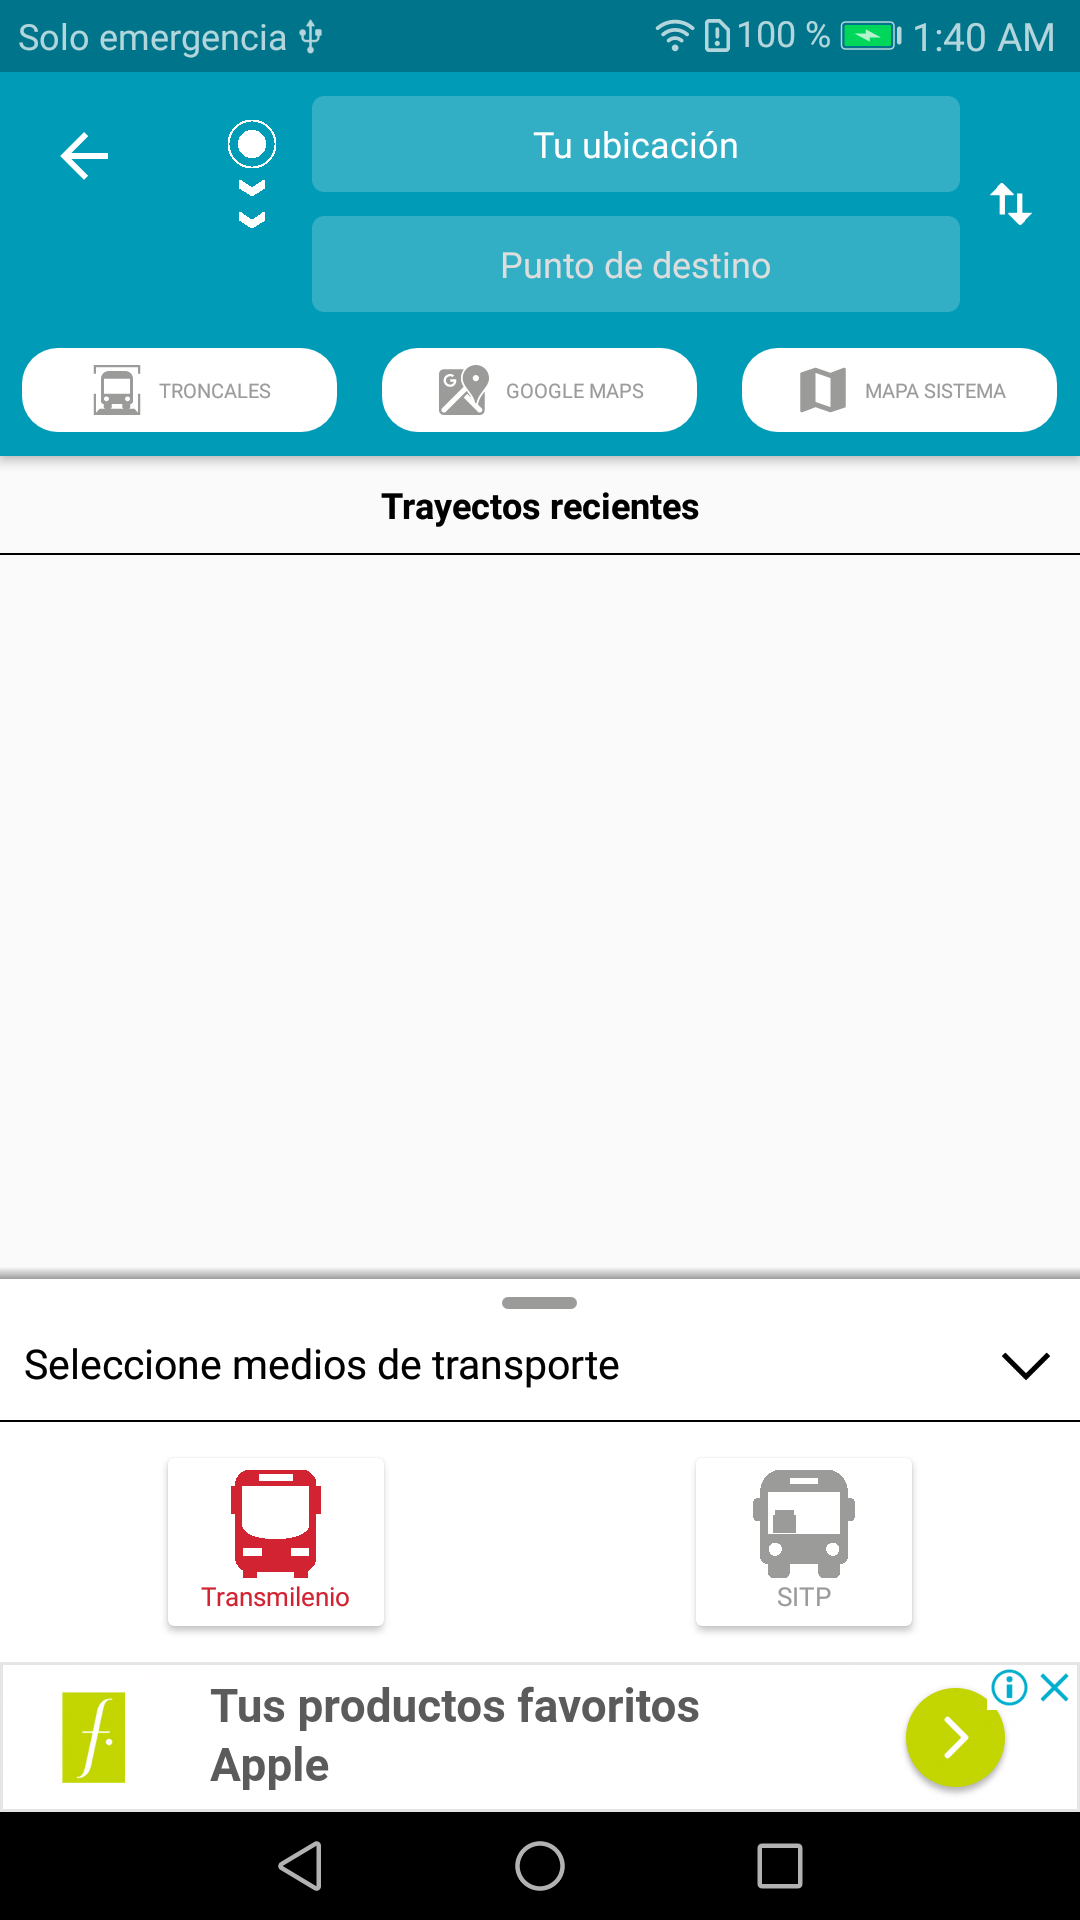 Solo emergencia
100 %
1:40 AM
Tu ubicación
Punto de destino
TRONCALES
GOOGLE MAPS
MAPA SISTEMA
Trayectos recientes
Seleccione medios de transporte
Transmilenio
SITP
Tus productos favoritos
Apple
f.